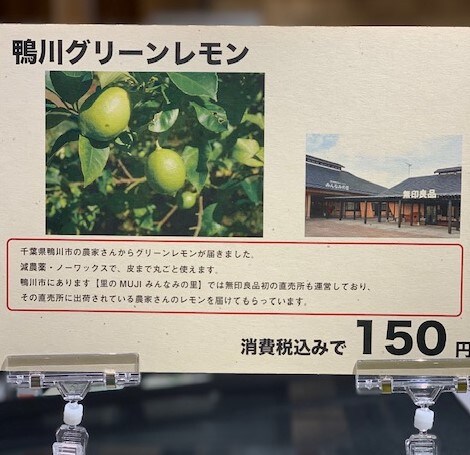 鴨川グリーンレモン
みんなみの里
無印良品
千葉県鴨川市の農家さんからグリーンレモンが届きました。
減農薬・ノーワックスで、皮まで丸ごと使えます。
鴨川市にあります【里のMUJI みんなみの里】では無印良品初の直売所も運営しており、
その直売所に出荷されている農家さんのレモンを届けてもらっています。
消費税込みで 150 円